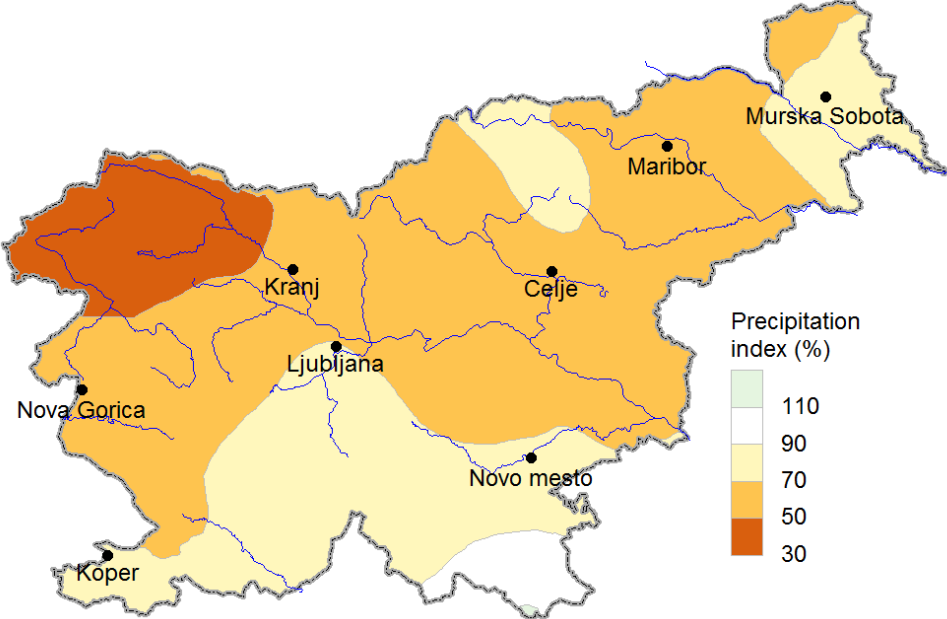 Murska Sobota
Maribor
Kranj
Celje
Precipitation
index (%)
Ljubljana
110
Nova Gorica
90
70
Novo mesto
50
30
Koper